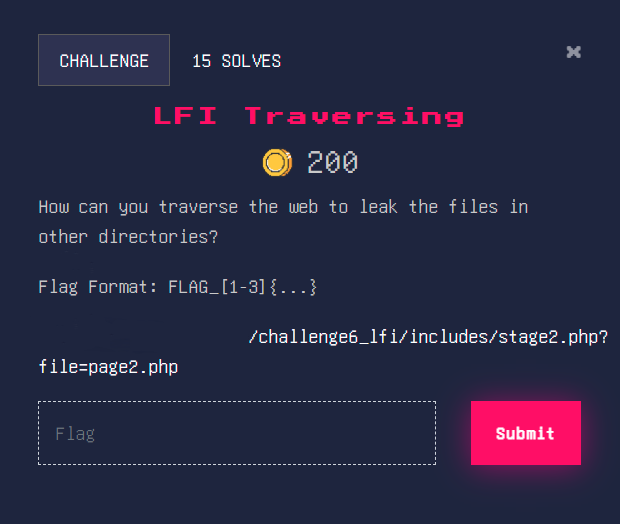 CHALLENGE 15 SOLVES
LFI Traversing
200
How can you traverse the web to leak the files in
other directories?
Flag Format: FLAG_[1-3]{...}
/challenge6_lfi/includes/stage2.php?
file=page2.php
Flag
Submit